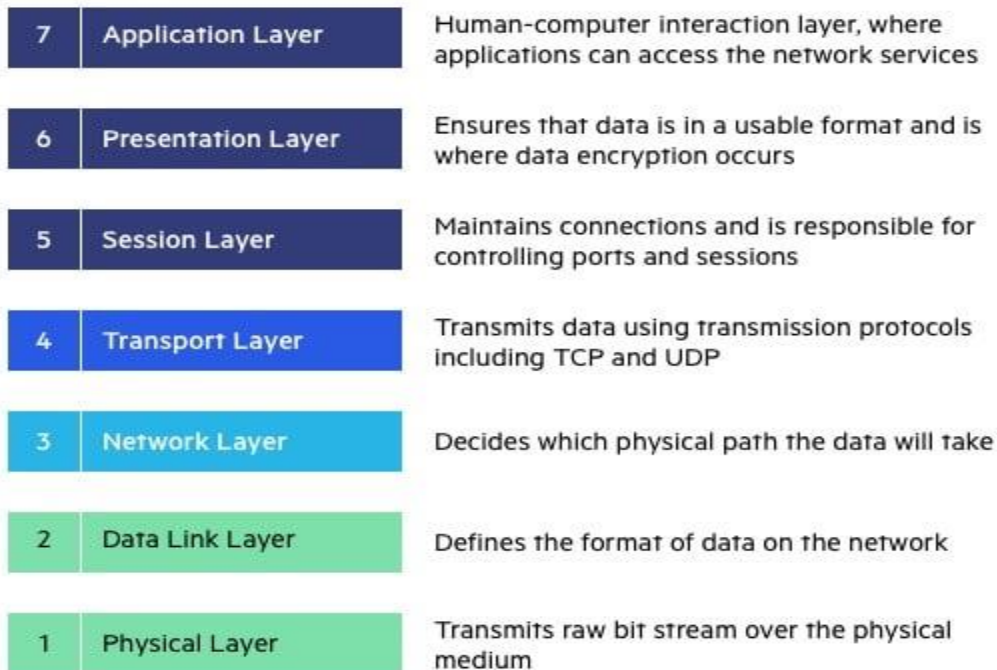 7 Application Layer
Human-computer interaction layer, where
applications can access the network services
6 Presentation Layer
Ensures that data is in a usable format and is
where data encryption occurs
5 Session Layer
Maintains connections and is responsible for
controlling ports and sessions
4 Transport Layer
Transmits data using transmission protocols
including TCP and UDP
3 Network Layer
Decides which physical path the data will take
2 Data Link Layer
Defines the format of data on the network
1 Physical Layer
Transmits raw bit stream over the physical
medium